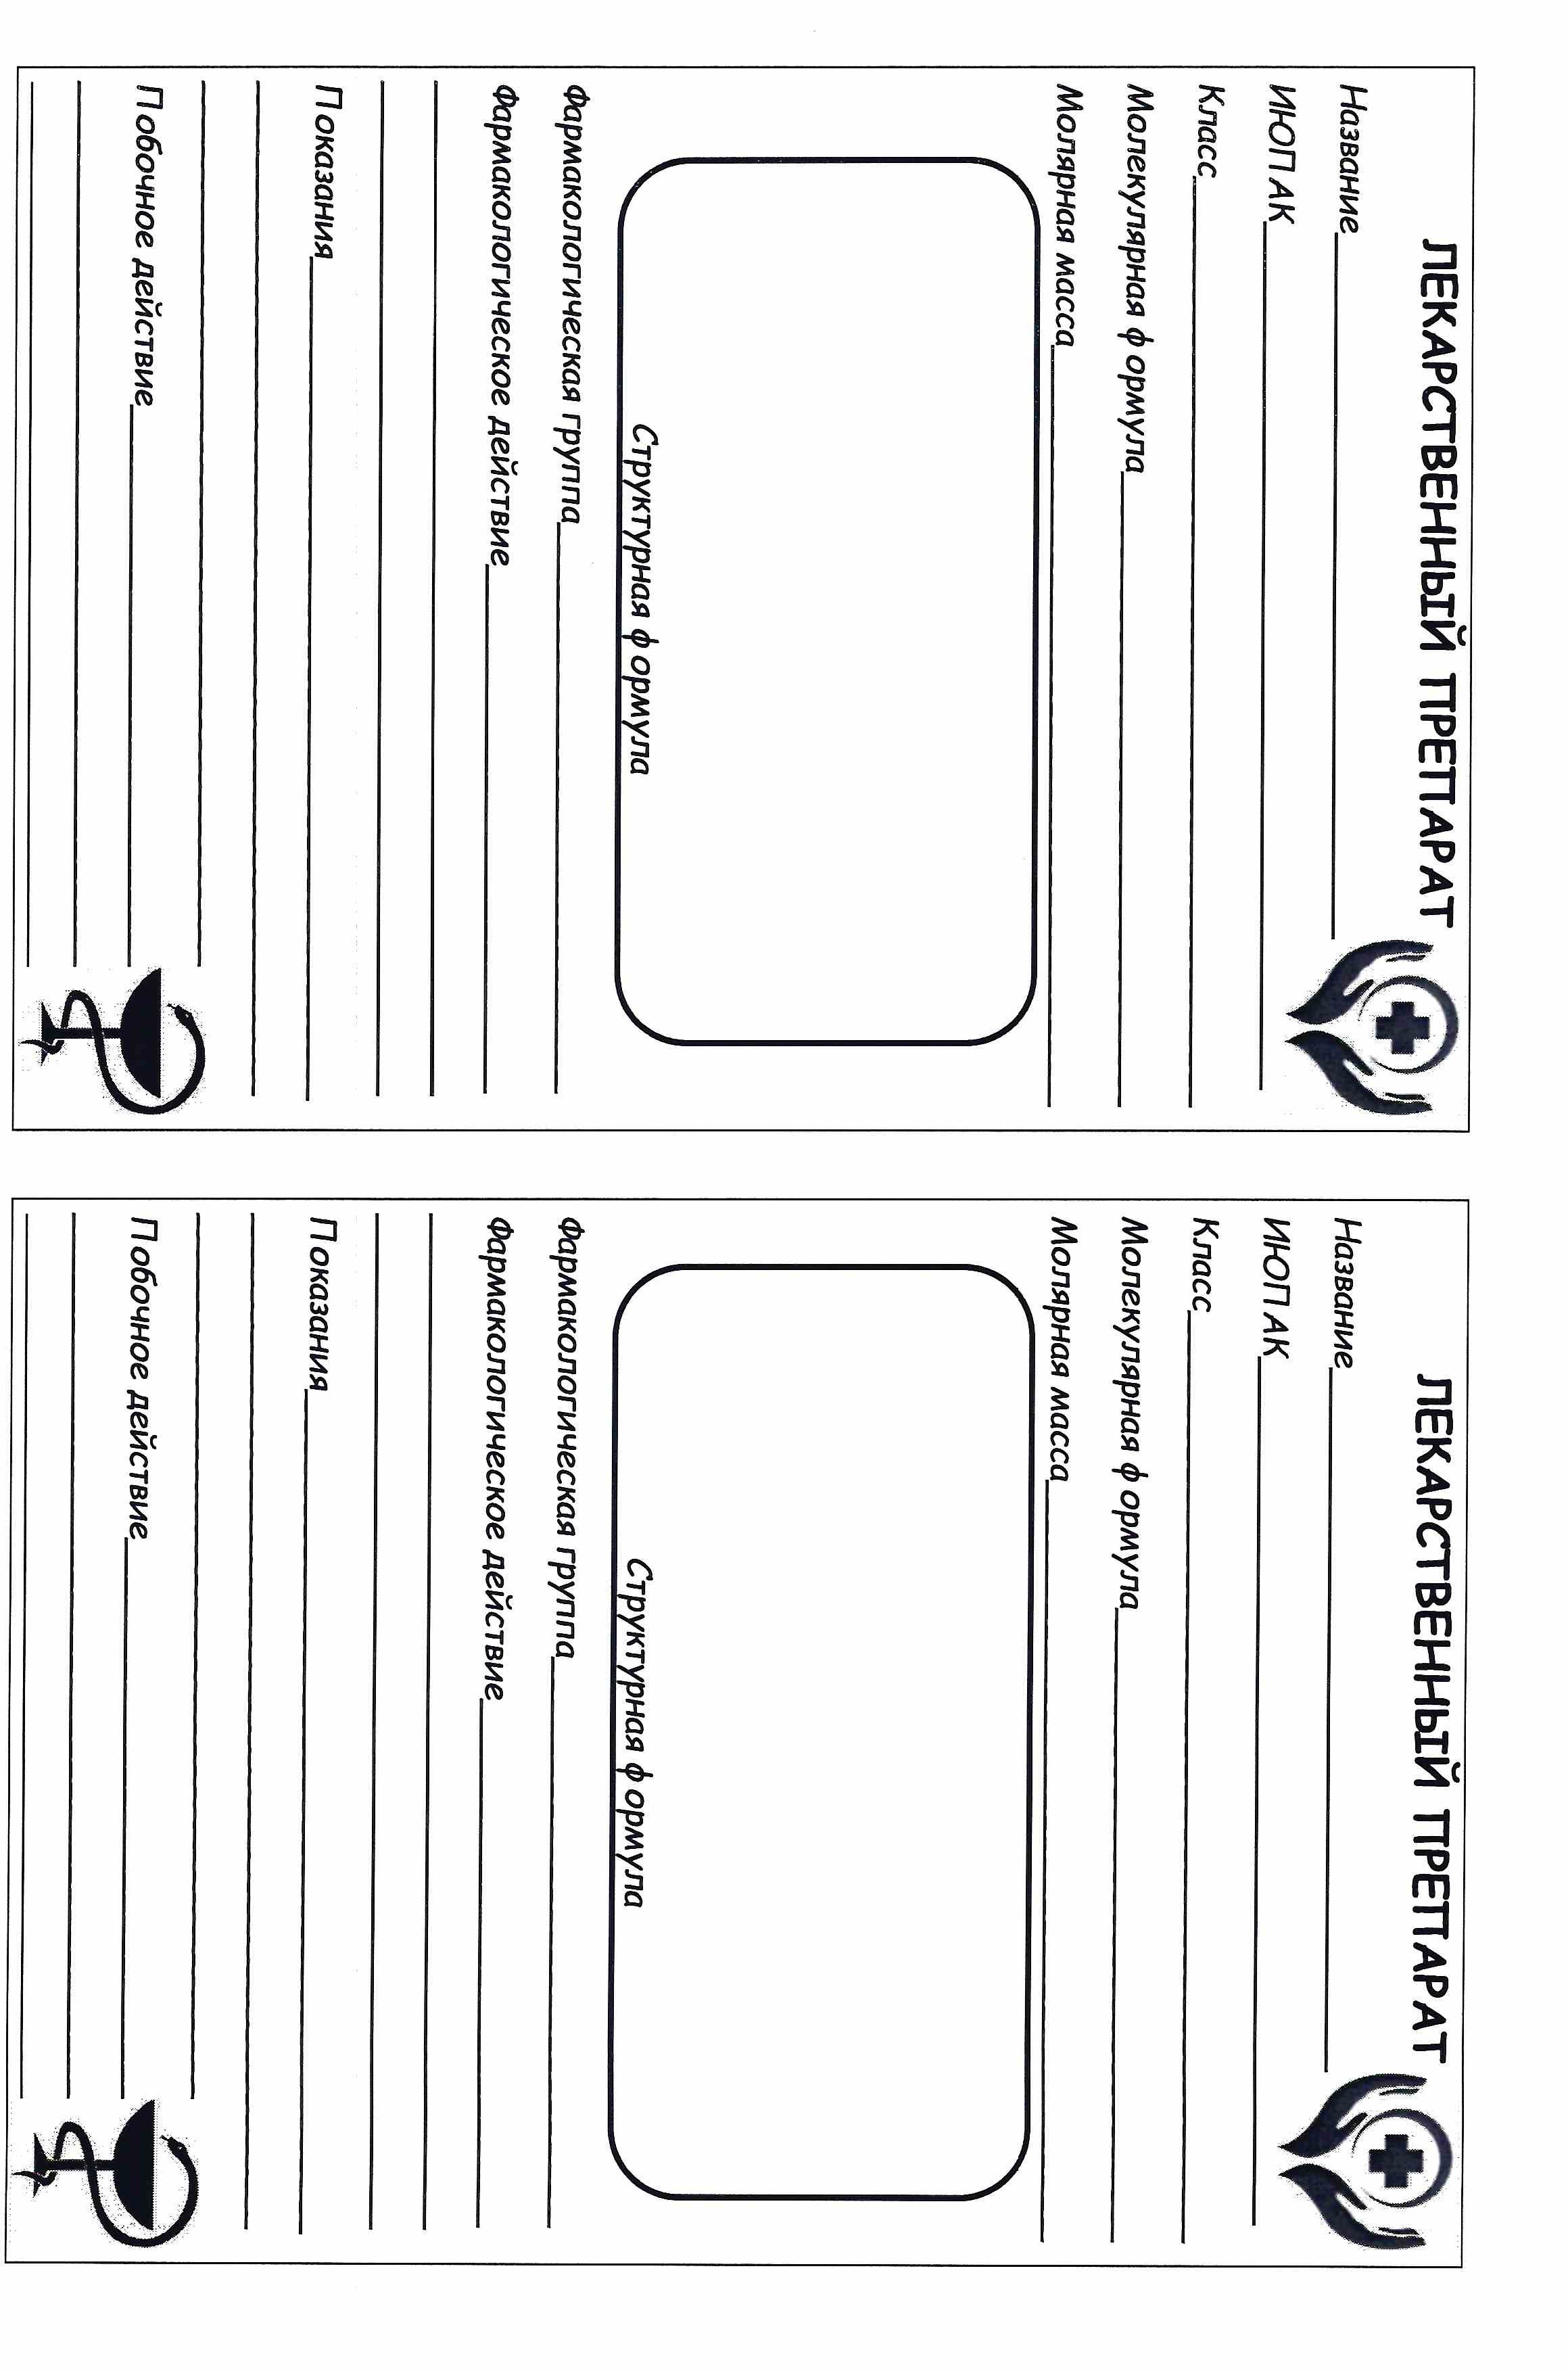 ЛЕКАРСТВЕННЫЙ ПРЕПАРАТ
Название
ИЮПАК
Класс
Молекулярная формула
Молярная масса
Структурная формула
Фармакологическая группа
Фармакологическое действие
Показания
Побочное действие
ЛЕКАРСТВЕННЫЙ ПРЕПАРАТ
Название
ИЮПАК
Класс
Молекулярная формула
Молярная масса
Структурная формула
Фармакологическая группа
Фармакологическое действие
Показания
Побочное действие